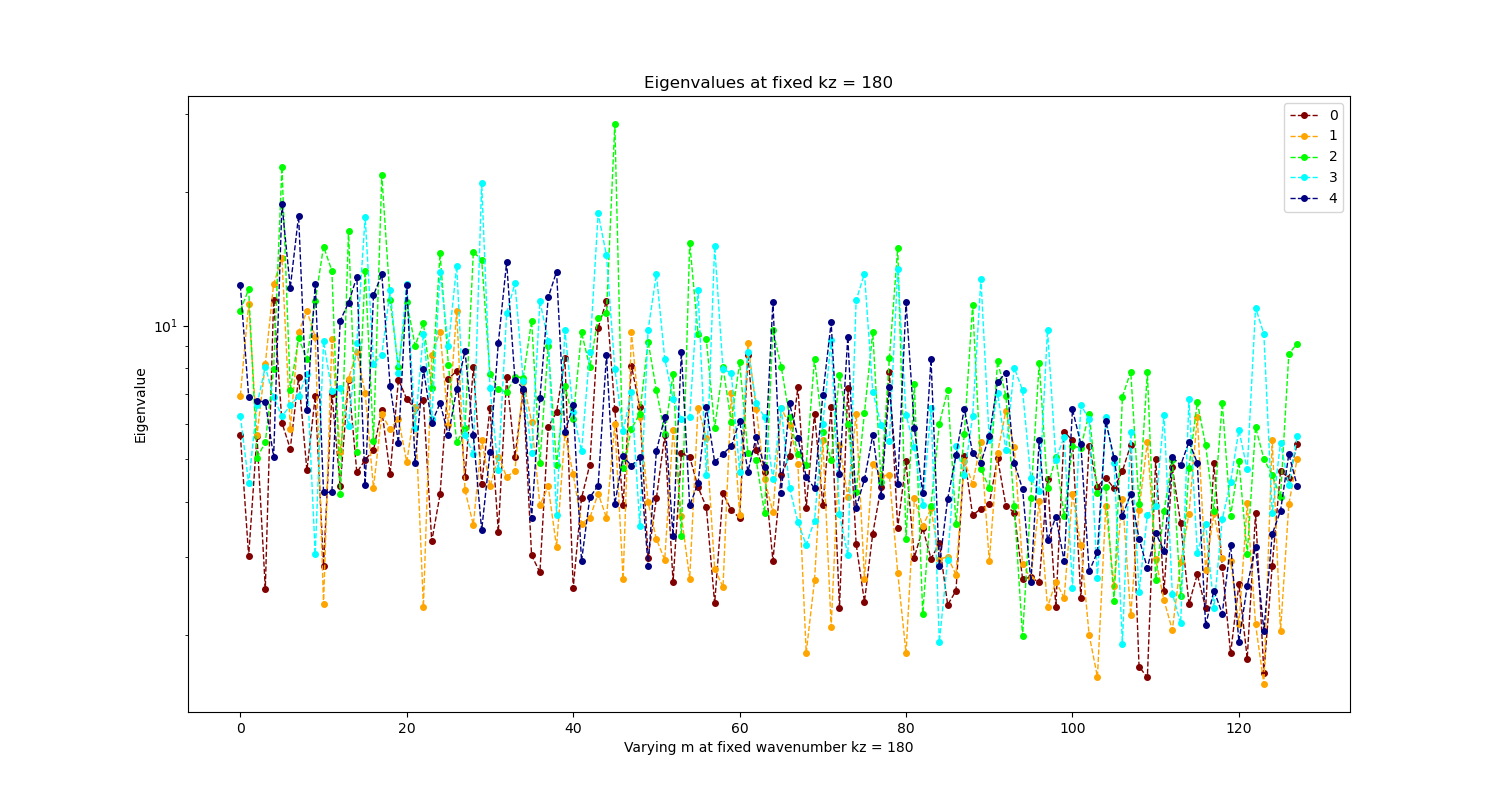 Eigenvalues at fixed kz = 180
0
1
2
3
4
10¹
Eigenvalue
0 20 40 60 80 100 120
Varying m at fixed wavenumber kz = 180